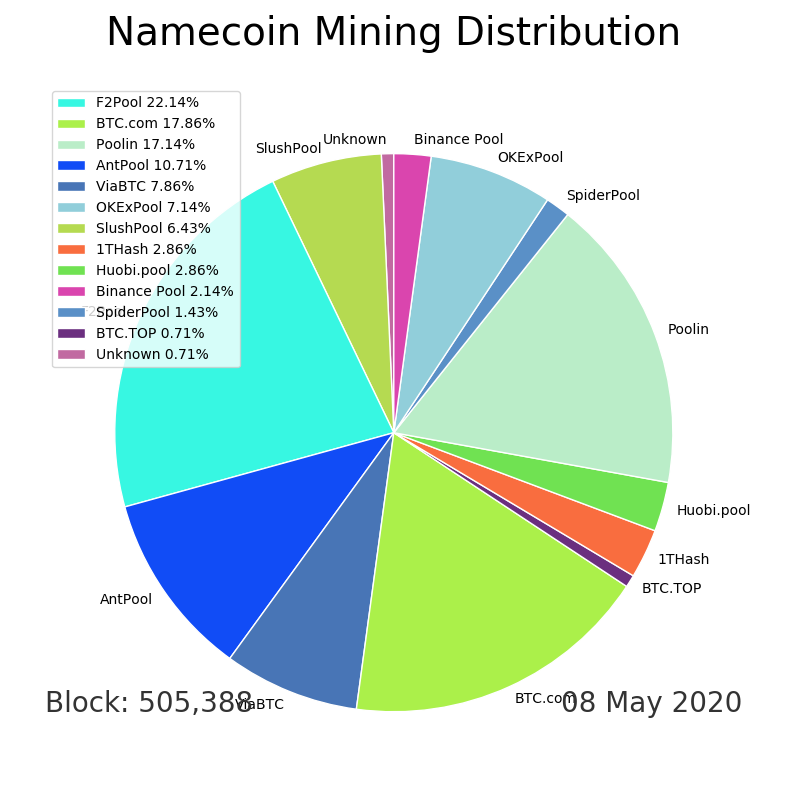 Namecoin Mining Distribution
F2Pool 22.14%
BTC.com 17.86%
Poolin 17.14%
AntPool 10.71%
ViaBTC 7.86%
OKExPool 7.14%
SlushPool 6.43%
1THash 2.86%
Huobi.pool 2.86%
Binance Pool 2.14%
SpiderPool 1.43%
BTC.TOP 0.71%
Unknown 0.71%
Unknown
Binance Pool
SlushPool
OKExPool
SpiderPool
Poolin
Huobi.pool
1THash
BTC.TOP
AntPool
BTC.com
ViaBTC
Block: 505,388
08 May 2020